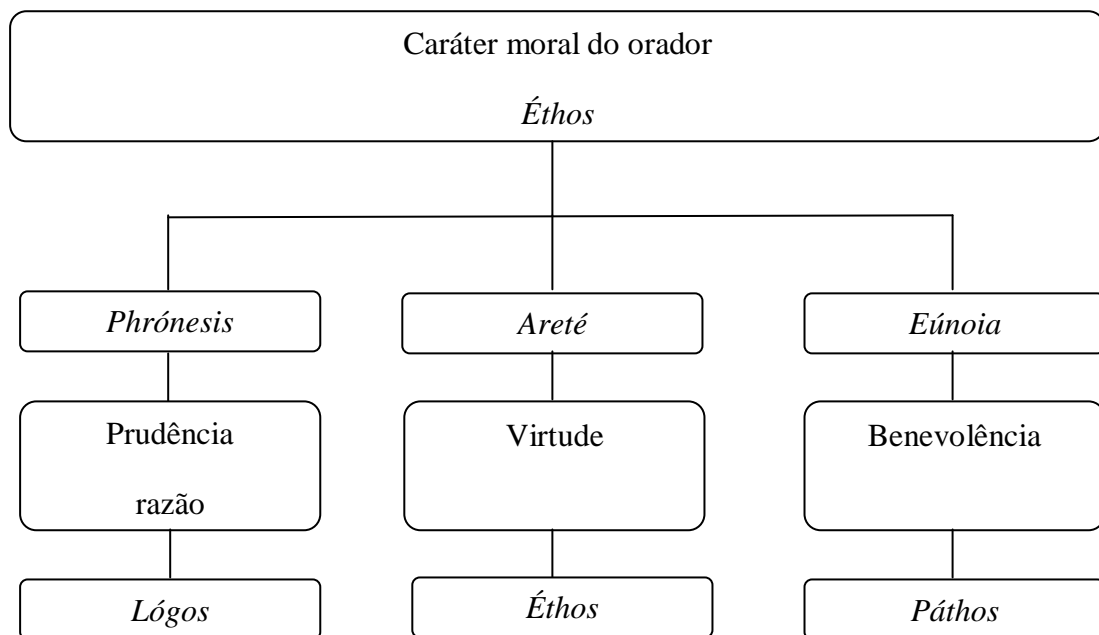 Caráter moral do orador
Éthos
Phrónesis
Areté
Eúnoia
Prudência
razão
Virtude
Benevolência
Lógos
Éthos
Páthos